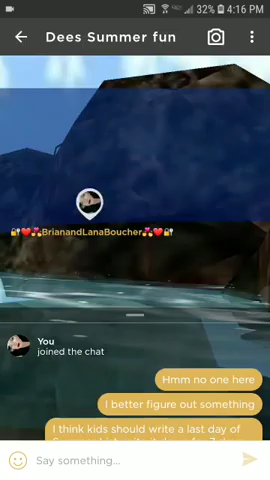 32% 4:16 PM
Dees Summer fun
🔐❤️💏BrianandLanaBoucher💏❤️🔐
You
joined the chat
Hmm no one here
I better figure out something
I think kids should write a last day of
Say something...